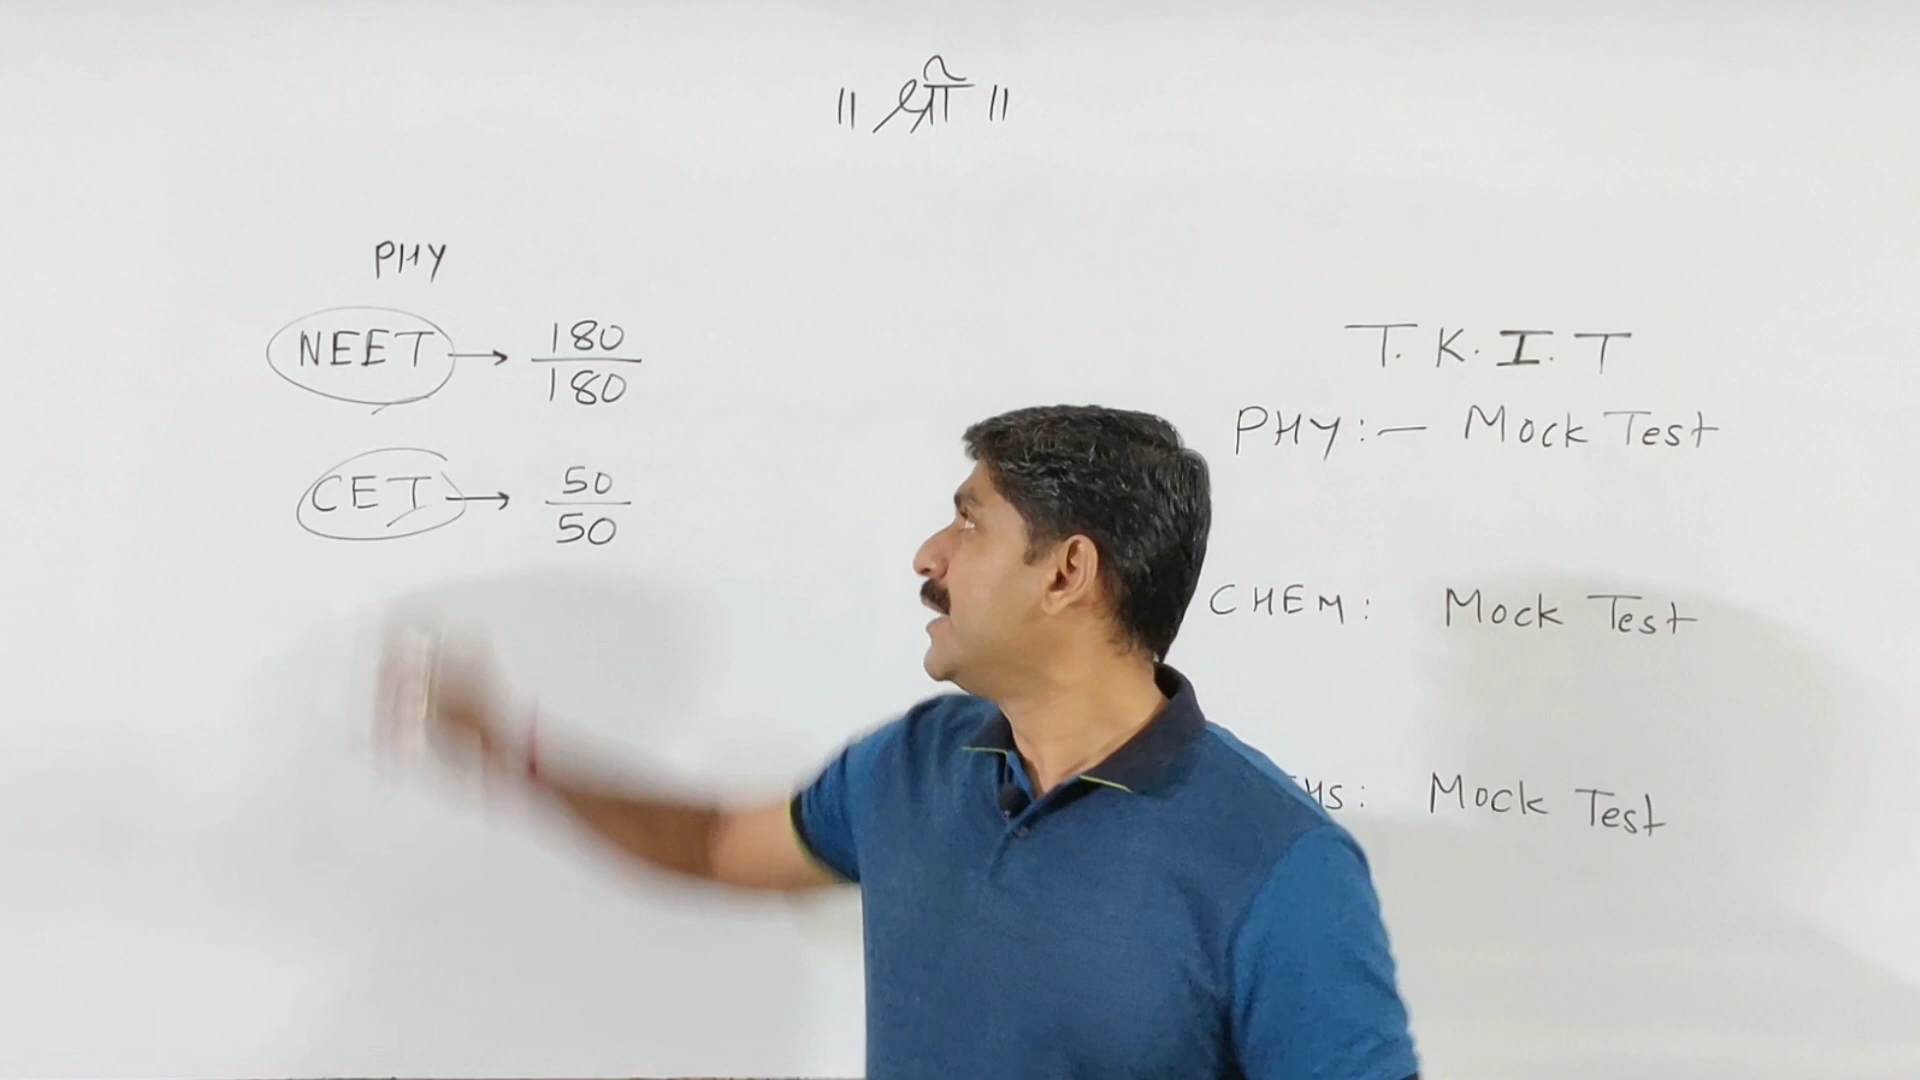 ॥ श्री ॥
PHY
NEET → 180/180
CET → 50/50
T.K.I.T
PHY:— Mock Test
CHEM: Mock Test
Mock Test